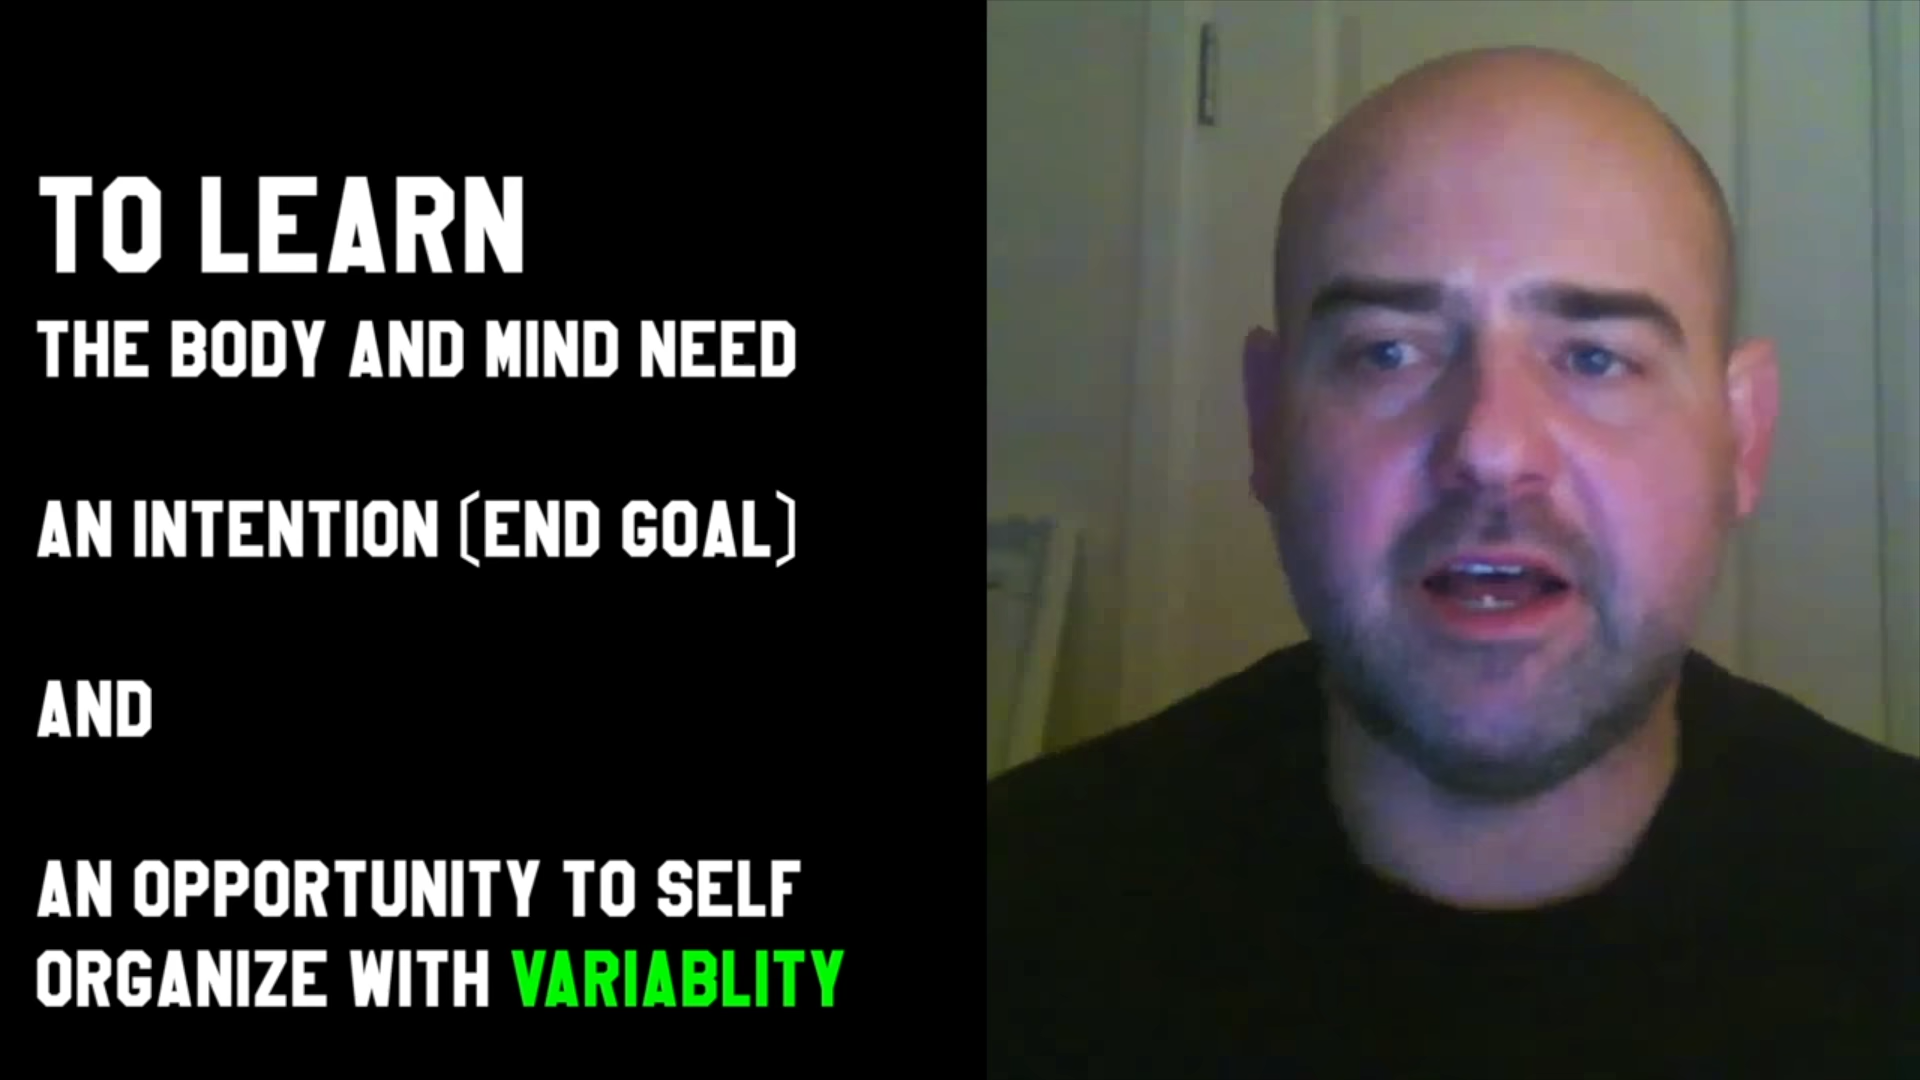 TO LEARN
THE BODY AND MIND NEED
AN INTENTION (END GOAL)
AND
AN OPPORTUNITY TO SELF
ORGANIZE WITH VARIABLITY